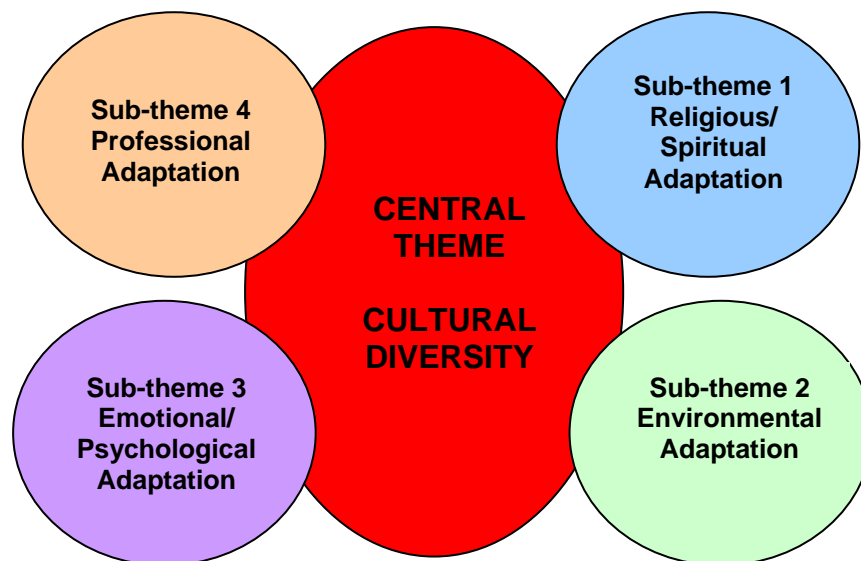 Sub-theme 4
Professional
Adaptation
Sub-theme 1
Religious/
Spiritual
Adaptation
CENTRAL
THEME
CULTURAL
DIVERSITY
Sub-theme 3
Emotional/
Psychological
Adaptation
Sub-theme 2
Environmental
Adaptation